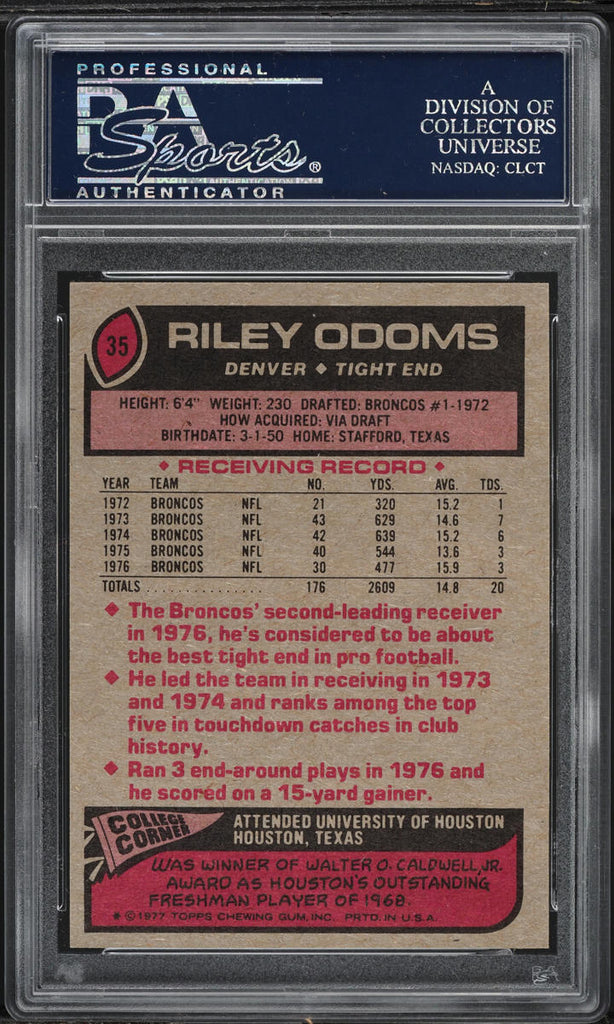 PROFESSIONAL
PSA
Sports®
AUTHENTICATOR
A
DIVISION OF
COLLECTORS
UNIVERSE
NASDAQ: CLCT
35
RILEY ODOMS
DENVER ◆ TIGHT END
HEIGHT: 6'4" WEIGHT: 230 DRAFTED: BRONCOS #1-1972
HOW ACQUIRED: VIA DRAFT
BIRTHDATE: 3-1-50 HOME: STAFFORD, TEXAS
◆ RECEIVING RECORD ◆
YEAR TEAM NO. YDS. AVG. TDS.
1972 BRONCOS NFL 21 320 15.2 1
1973 BRONCOS NFL 43 629 14.6 7
1974 BRONCOS NFL 42 639 15.2 6
1975 BRONCOS NFL 40 544 13.6 3
1976 BRONCOS NFL 30 477 15.9 3
TOTALS................ 176 2609 14.8 20
◆ The Broncos' second-leading receiver
in 1976, he's considered to be about
the best tight end in pro football.
◆ He led the team in receiving in 1973
and 1974 and ranks among the top
five in touchdown catches in club
history.
◆ Ran 3 end-around plays in 1976 and
he scored on a 15-yard gainer.
COLLEGE
CORNER
ATTENDED UNIVERSITY OF HOUSTON
HOUSTON, TEXAS
WAS WINNER OF WALTER O. CALDWELL, JR.
AWARD AS HOUSTON'S OUTSTANDING
FRESHMAN PLAYER OF 1968.
* © 1977 TOPPS CHEWING GUM, INC. PRTD. IN U.S.A.